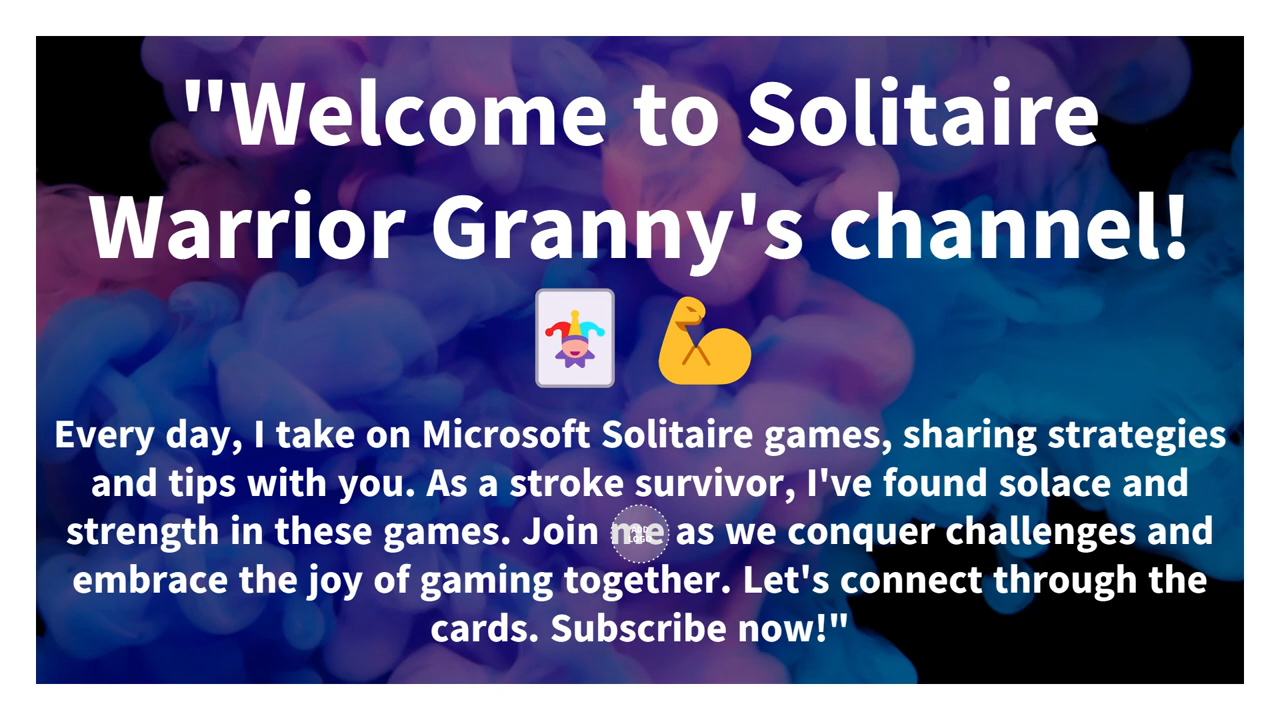 "Welcome to Solitaire
Warrior Granny's channel!
Every day, I take on Microsoft Solitaire games, sharing strategies
and tips with you. As a stroke survivor, I've found solace and
strength in these games. Join me as we conquer challenges and
embrace the joy of gaming together. Let's connect through the
cards. Subscribe now!"